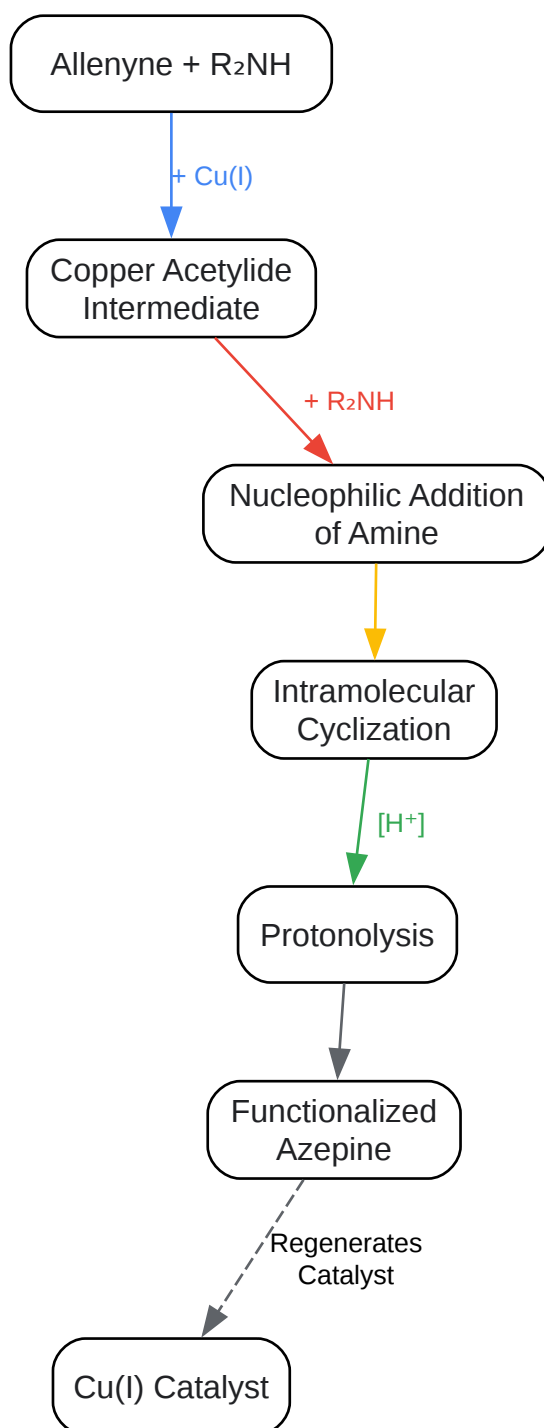 Allenyne + R₂NH
+ Cu(I)
Copper Acetylide
Intermediate
+ R₂NH
Nucleophilic Addition
of Amine
Intramolecular
Cyclization
[H⁺]
Protonolysis
Functionalized
Azepine
Regenerates
Catalyst
Cu(I) Catalyst